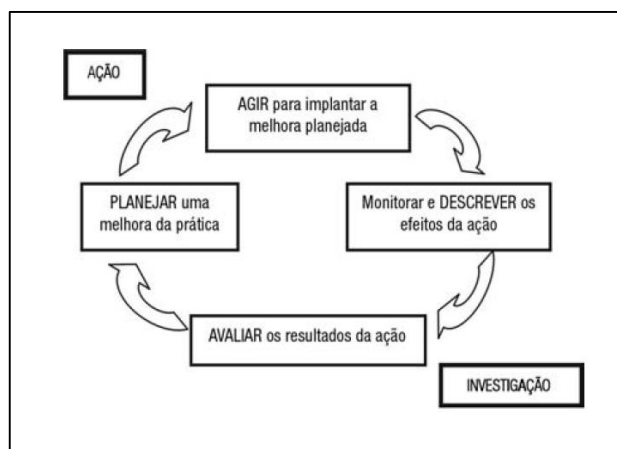 AÇÃO
AGIR para implantar a
melhora planejada
PLANEJAR uma
melhora da prática
Monitorar e DESCREVER os
efeitos da ação
AVALIAR os resultados da ação
INVESTIGAÇÃO